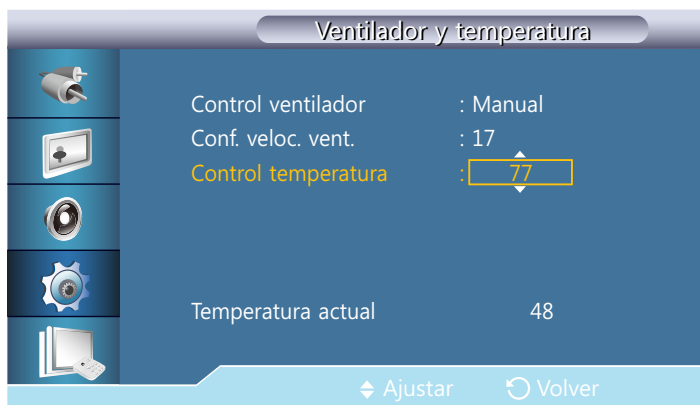 Ventilador y temperatura
Control ventilador : Manual
Conf. veloc. vent. : 17
Control temperatura : 77
Temperatura actual 48
Ajustar Volver